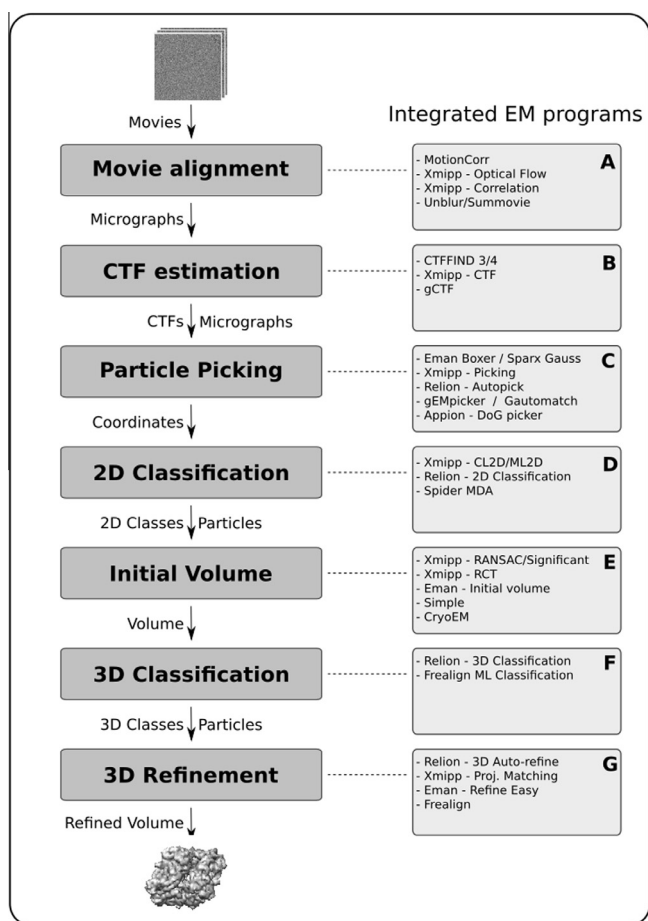 Integrated EM programs
Movies
Movie alignment
A
- MotionCorr
- Xmipp - Optical Flow
- Xmipp - Correlation
- Unblur/Summovie
Micrographs
CTF estimation
B
- CTFFIND 3/4
- Xmipp - CTF
- gCTF
CTFs Micrographs
Particle Picking
C
- Eman Boxer / Sparx Gauss
- Xmipp - Picking
- Relion - Autopick
- gEMpicker / Gautomatch
- Appion - DoG picker
Coordinates
2D Classification
D
- Xmipp - CL2D/ML2D
- Relion - 2D Classification
- Spider MDA
2D Classes Particles
Initial Volume
E
- Xmipp - RANSAC/Significant
- Xmipp - RCT
- Eman - Initial volume
- Simple
- CryoEM
Volume
3D Classification
F
- Relion - 3D Classification
- Frealign ML Classification
3D Classes Particles
3D Refinement
G
- Relion - 3D Auto-refine
- Xmipp - Proj. Matching
- Eman - Refine Easy
- Frealign
Refined Volume